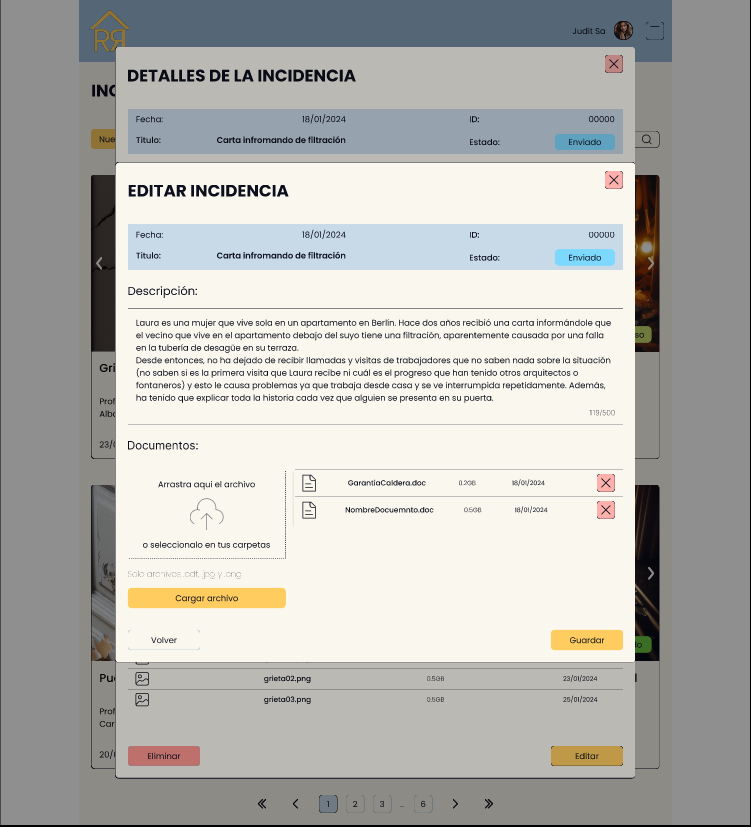 RR
Judit Sa
DETALLES DE LA INCIDENCIA
INC
Fecha: 18/01/2024 ID: 00000
Titulo: Carta infromando de filtración Estado: Enviado
Nue
EDITAR INCIDENCIA
Fecha: 18/01/2024 ID: 00000
Titulo: Carta infromando de filtración Estado: Enviado
Descripción:
Laura es una mujer que vive sola en un apartamento en Berlín. Hace dos años recibió una carta informándole que
el vecino que vive en el apartamento debajo del suyo tiene una filtración, aparentemente causada por una falla
en la tubería de desagüe en su terraza.
Desde entonces, no ha dejado de recibir llamadas y visitas de trabajadores que no saben nada sobre la situación
(no saben si es la primera visita que Laura recibe ni cuál es el progreso que han tenido otros arquitectos o
fontaneros) y esto le causa problemas ya que trabaja desde casa y se ve interrumpida repetidamente. Además,
ha tenido que explicar toda la historia cada vez que alguien se presenta en su puerta.
119/500
Gri
Prof
Alba
23/0
so
Documentos:
Arrastra aqui el archivo
o seleccionalo en tus carpetas
GarantiaCaldera.doc 0.2GB 18/01/2024
NombreDocuemnto.doc 0.5GB 18/01/2024
Solo archivos .pdf, .jpg y .png
Cargar archivo
Volver Guardar
do
grieta02.png 0.5GB 23/01/2024
grieta03.png 0.5GB 25/01/2024
Pue
Prof
Car
20/0
Eliminar Editar
1 2 3 ... 6